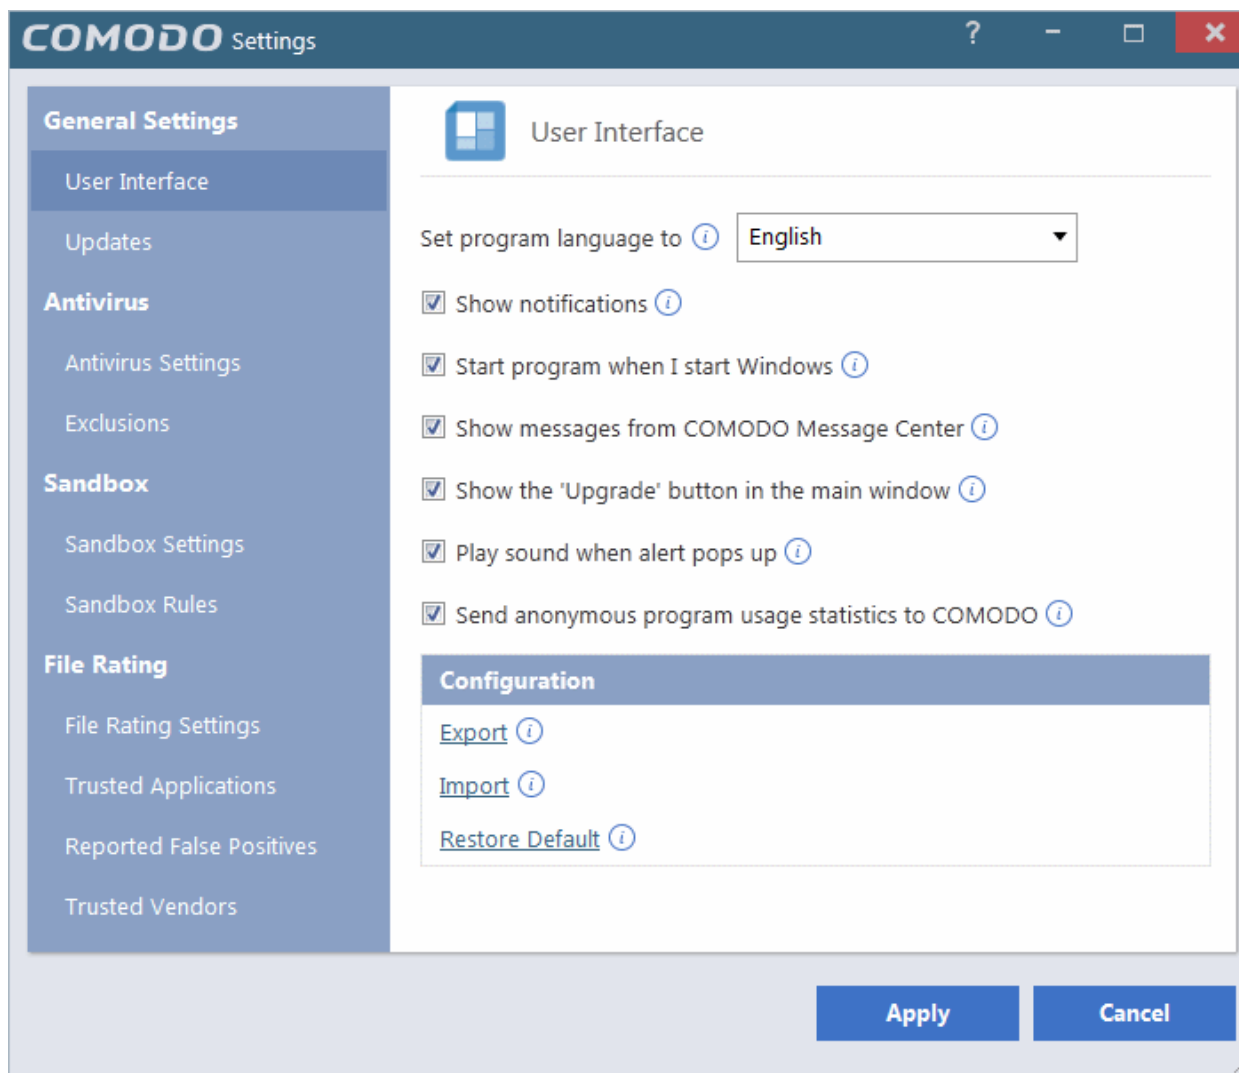 COMODO Settings
?
General Settings
User Interface
Updates
Antivirus
Antivirus Settings
Exclusions
Sandbox
Sandbox Settings
Sandbox Rules
File Rating
File Rating Settings
Trusted Applications
Reported False Positives
Trusted Vendors
User Interface
Set program language to i English
Show notifications i
Start program when I start Windows i
Show messages from COMODO Message Center i
Show the 'Upgrade' button in the main window i
Play sound when alert pops up i
Send anonymous program usage statistics to COMODO i
Configuration
Export i
Import i
Restore Default i
Apply
Cancel